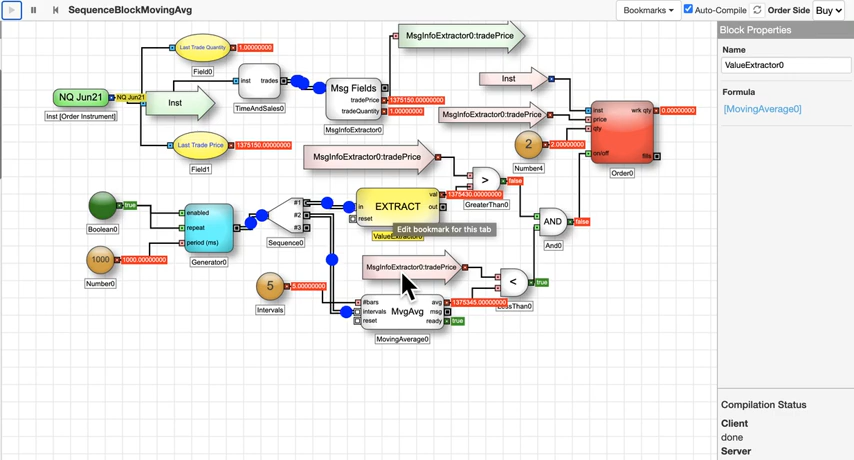 SequenceBlockMovingAvg
Bookmarks
Auto-Compile
Order Side
Buy
Block Properties
Name
ValueExtractor0
Formula
[MovingAverage0]
Compilation Status
Client
done
Server
Last Trade Quantity
1.00000000
Field0
MsgInfoExtractor0:tradePrice
NQ Jun21
NQ Jun21
Inst [Order Instrument]
Inst
inst
trades
TimeAndSales0
Msg Fields
tradePrice
1375150.00000000
tradeQuantity
1.00000000
MsgInfoExtractor0
Inst
MsgInfoExtractor0:tradePrice
inst
price
qty
on/off
wrk qty
0.00000000
fills
Order0
2
2.00000000
Number4
Last Trade Price
1375150.00000000
Field1
MsgInfoExtractor0:tradePrice
>
false
GreaterThan0
true
Boolean0
enabled
repeat
period (ms)
Generator0
1000
1000.00000000
Number0
#1
#2
#3
Sequence0
EXTRACT
in
reset
val
out
1375430.00000000
ValueExtractor0
Edit bookmark for this tab
AND
false
And0
MsgInfoExtractor0:tradePrice
<
true
LessThan0
5
5.00000000
Intervals
MvgAvg
#bars
intervals
reset
avg
msg
ready
1375345.00000000
true
MovingAverage0